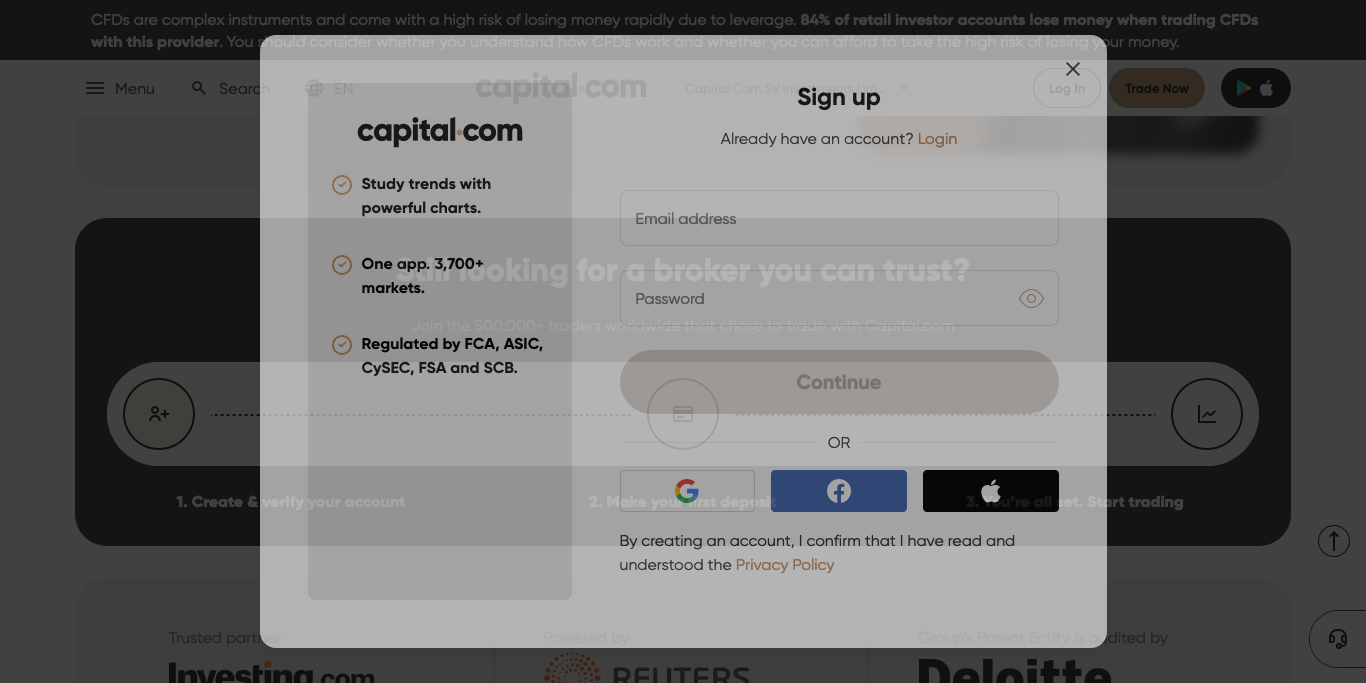 CFDs are complex instruments and come with a high risk of losing money rapidly due to leverage. 84% of retail investor accounts lose money when trading CFDs
with this provider. You should consider whether you understand how CFDs work and whether you can afford to take the high risk of losing your money.
Menu
Search
EN
capital.com
Capital Com SV Investments Lim...
Log In
Trade Now
Sign up
Already have an account? Login
capital.com
Study trends with
powerful charts.
One app. 3,700+
markets.
Regulated by FCA, ASIC,
CySEC, FSA and SCB.
Email address
Password
Continue
OR
By creating an account, I confirm that I have read and
understood the Privacy Policy
Still looking for a broker you can trust?
Join the 500.000+ traders worldwide that chose to trade with Capital.com
1. Create & verify your account
2. Make your first deposit
3. You're all set. Start trading
Trusted partner
Investing.com
Powered by
REUTERS
Group's Parent Entity is audited by
Deloitte